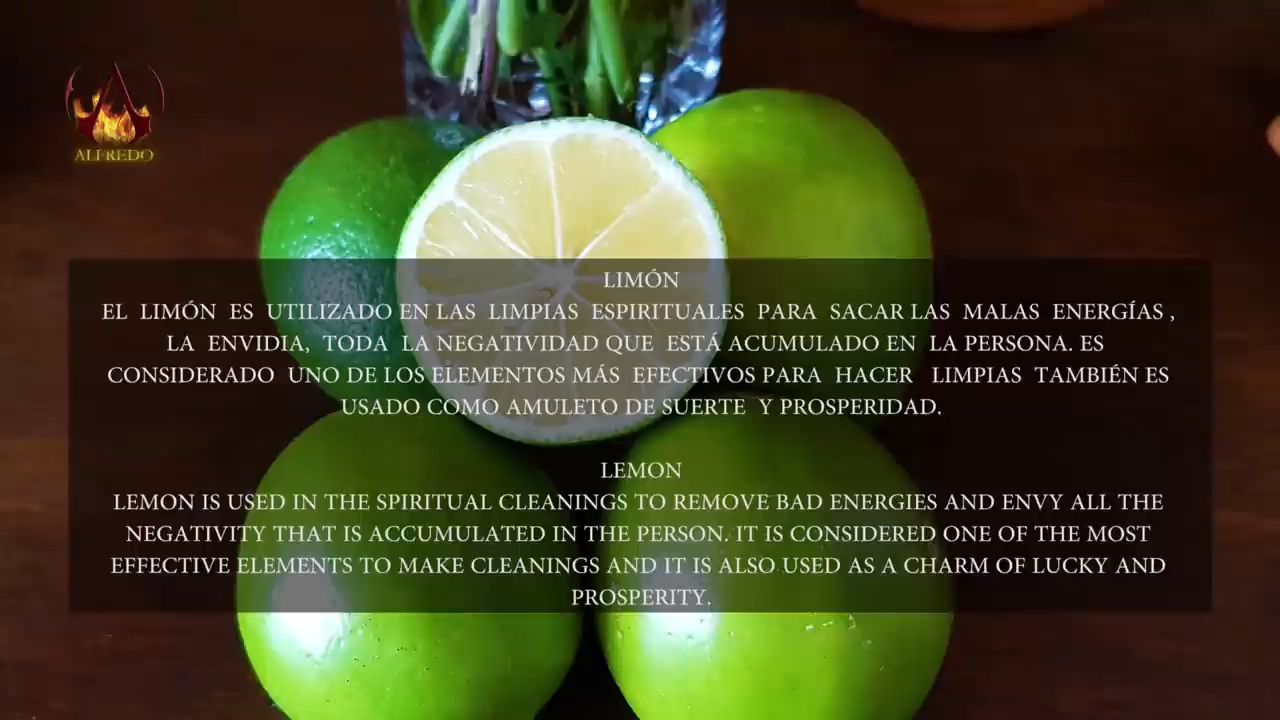 ALFREDO
LIMÓN
EL LIMÓN ES UTILIZADO EN LAS LIMPIAS ESPIRITUALES PARA SACAR LAS MALAS ENERGÍAS ,
LA ENVIDIA, TODA LA NEGATIVIDAD QUE ESTÁ ACUMULADO EN LA PERSONA. ES
CONSIDERADO UNO DE LOS ELEMENTOS MÁS EFECTIVOS PARA HACER LIMPIAS TAMBIÉN ES
USADO COMO AMULETO DE SUERTE Y PROSPERIDAD.
LEMON
LEMON IS USED IN THE SPIRITUAL CLEANINGS TO REMOVE BAD ENERGIES AND ENVY ALL THE
NEGATIVITY THAT IS ACCUMULATED IN THE PERSON. IT IS CONSIDERED ONE OF THE MOST
EFFECTIVE ELEMENTS TO MAKE CLEANINGS AND IT IS ALSO USED AS A CHARM OF LUCKY AND
PROSPERITY.